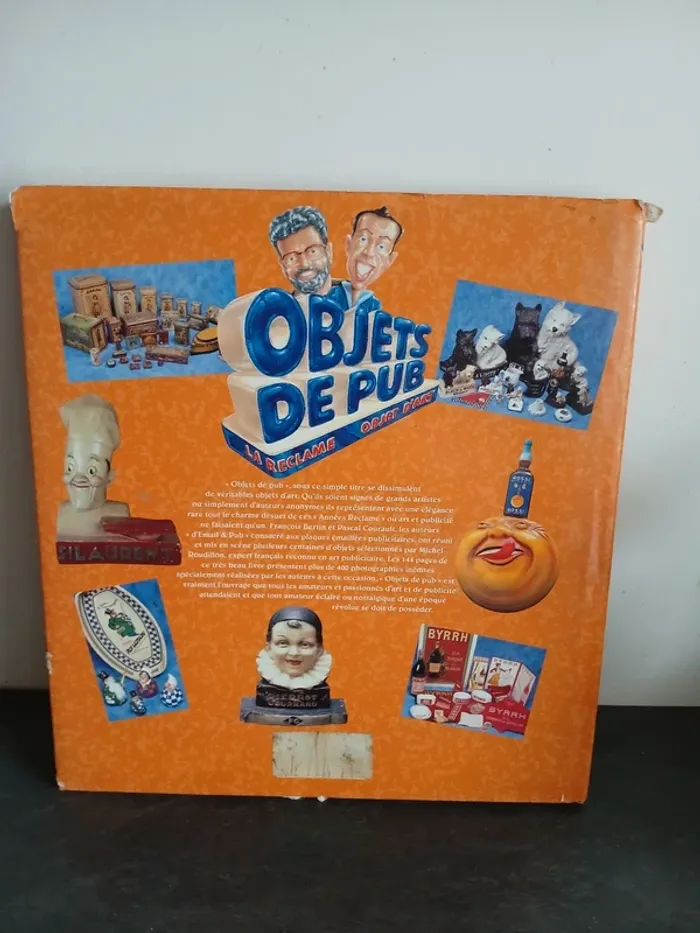 OBJETS
DE PUB
LA RECLAME OBJET D'ART
« Objets de pub », sous ce simple titre se dissimulent
de véritables objets d'art. Qu'ils soient signés de grands artistes
ou simplement d'auteurs anonymes ils représentent avec une élégance
rare tout le charme désuet de ces « Années Réclame » où art et publicité
ne faisaient qu'un. François Bertin et Pascal Courault, les auteurs
« d'Email & Pub » consacré aux plaques émaillées publicitaires, ont réuni
et mis en scène plusieurs centaines d'objets sélectionnés par Michel
Roudillon, expert français reconnu en art publicitaire. Les 144 pages de
ce très beau livre présentent plus de 400 photographies inédites
spécialement réalisées par les auteurs à cette occasion. « Objets de pub » est
vraiment l'ouvrage que tous les amateurs et passionnés d'art et de publicité
attendaient et que tout amateur éclairé ou nostalgique d'une époque
révolue se doit de posséder.
ST LAURENT
PIERROT
GOURMAND
BYRRH
BYRRH